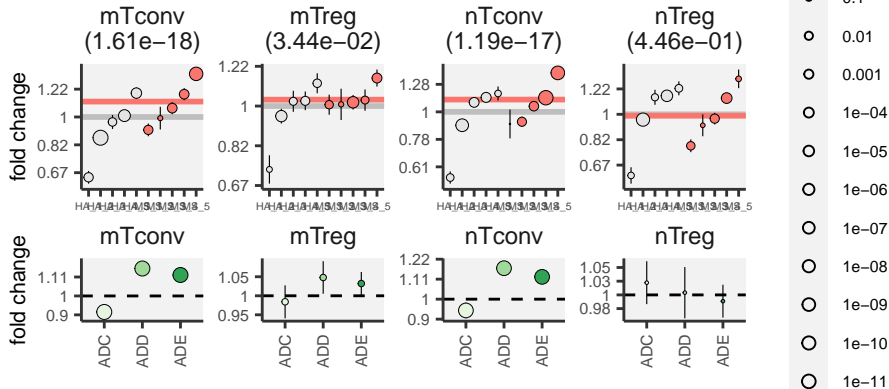 mTconv
(1.61e−18)
mTreg
(3.44e−02)
nTconv
(1.19e−17)
nTreg
(4.46e−01)
fold change
1.22
1
0.82
0.67
1.22
1
0.82
0.67
1.28
1
0.78
0.61
1.22
1
0.82
0.67
mTconv
mTreg
nTconv
nTreg
fold change
1.11
1
0.9
1.05
1
0.95
1.22
1.11
1
0.9
1.05
1.03
1
0.98
ADC
ADD
ADE
ADC
ADD
ADE
ADC
ADD
ADE
ADC
ADD
ADE
0.01
0.001
1e−04
1e−05
1e−06
1e−07
1e−08
1e−09
1e−10
1e−11